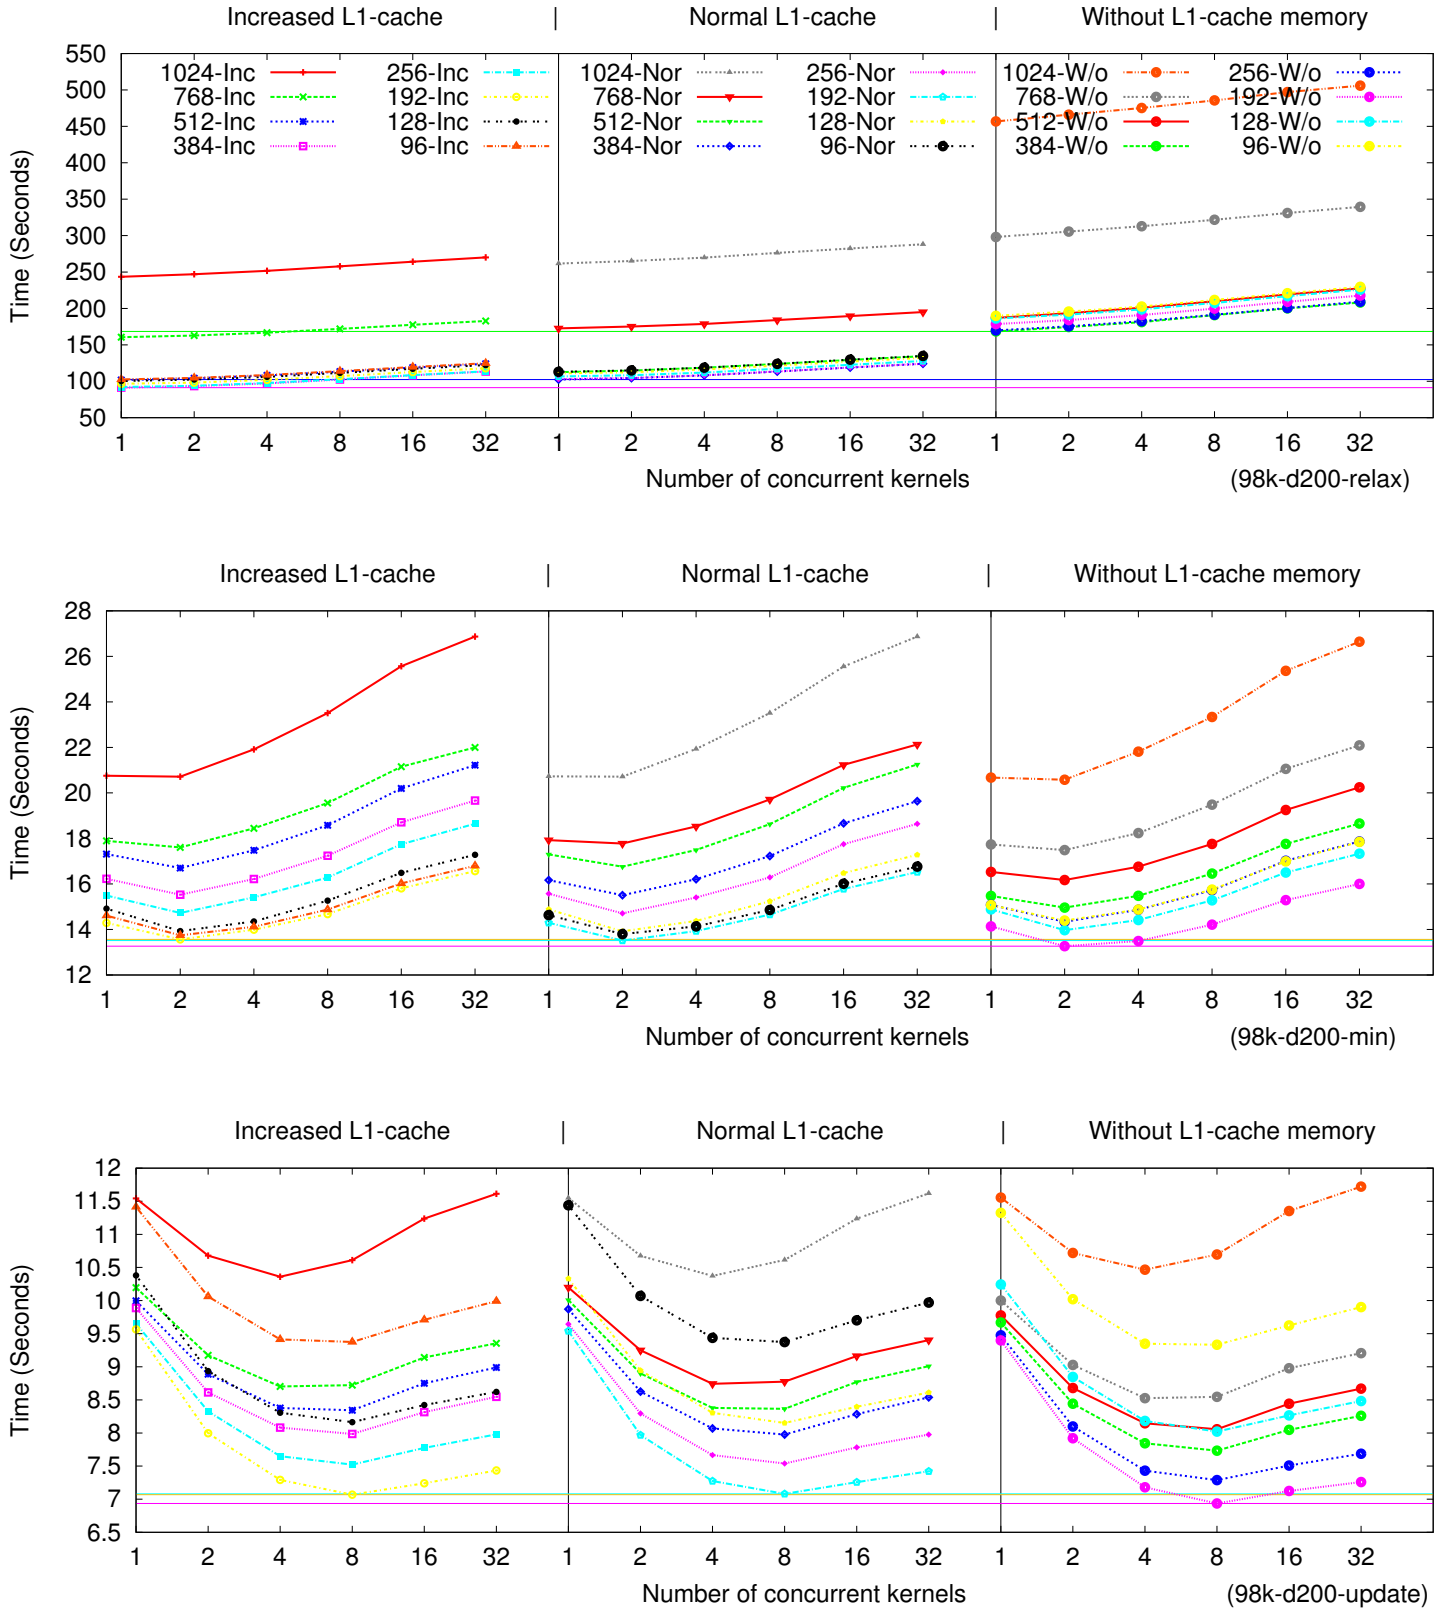 Increased L1-cache | Normal L1-cache | Without L1-cache memory
550
500
450
400
350
300
250
200
150
100
50
Time (Seconds)
1024-Inc 256-Inc 1024-Nor 256-Nor 1024-W/o 256-W/o
768-Inc 192-Inc 768-Nor 192-Nor 768-W/o 192-W/o
512-Inc 128-Inc 512-Nor 128-Nor 512-W/o 128-W/o
384-Inc 96-Inc 384-Nor 96-Nor 384-W/o 96-W/o
1 2 4 8 16 32 1 2 4 8 16 32 1 2 4 8 16 32
Number of concurrent kernels (98k-d200-relax)
Increased L1-cache | Normal L1-cache | Without L1-cache memory
28
26
24
22
20
18
16
14
12
Time (Seconds)
1 2 4 8 16 32 1 2 4 8 16 32 1 2 4 8 16 32
Number of concurrent kernels (98k-d200-min)
Increased L1-cache | Normal L1-cache | Without L1-cache memory
12
11.5
11
10.5
10
9.5
9
8.5
8
7.5
7
6.5
Time (Seconds)
1 2 4 8 16 32 1 2 4 8 16 32 1 2 4 8 16 32
Number of concurrent kernels (98k-d200-update)